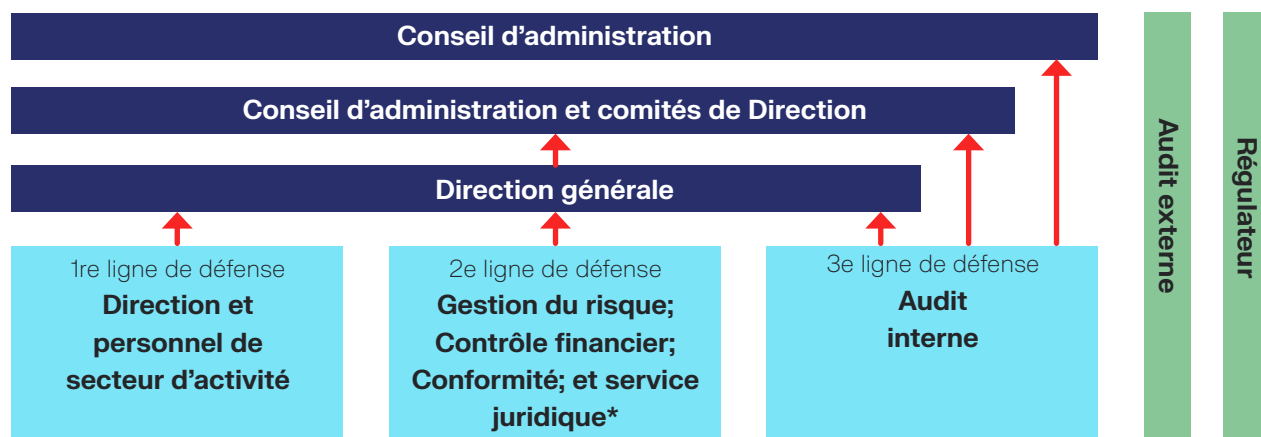 Conseil d’administration
Conseil d’administration et comités de Direction
Direction générale
1re ligne de défense
Direction et
personnel de
secteur d’activité
2e ligne de défense
Gestion du risque;
Contrôle financier;
Conformité; et service
juridique*
3e ligne de défense
Audit
interne
Audit externe
Régulateur